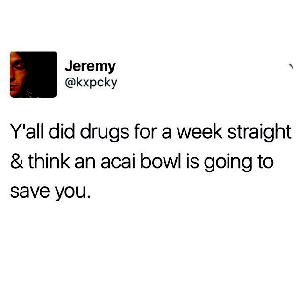 Jeremy
@kxpcky
Y'all did drugs for a week straight
& think an acai bowl is going to
save you.